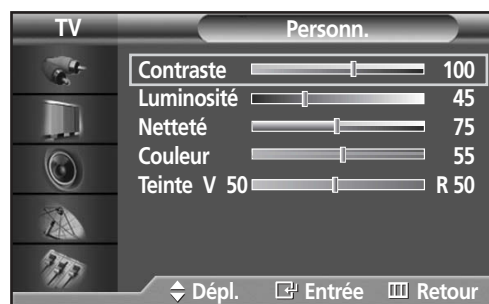 TV
Personn.
Contraste 100
Luminosité 45
Netteté 75
Couleur 55
Teinte V 50 R 50
Dépl. Entrée Retour